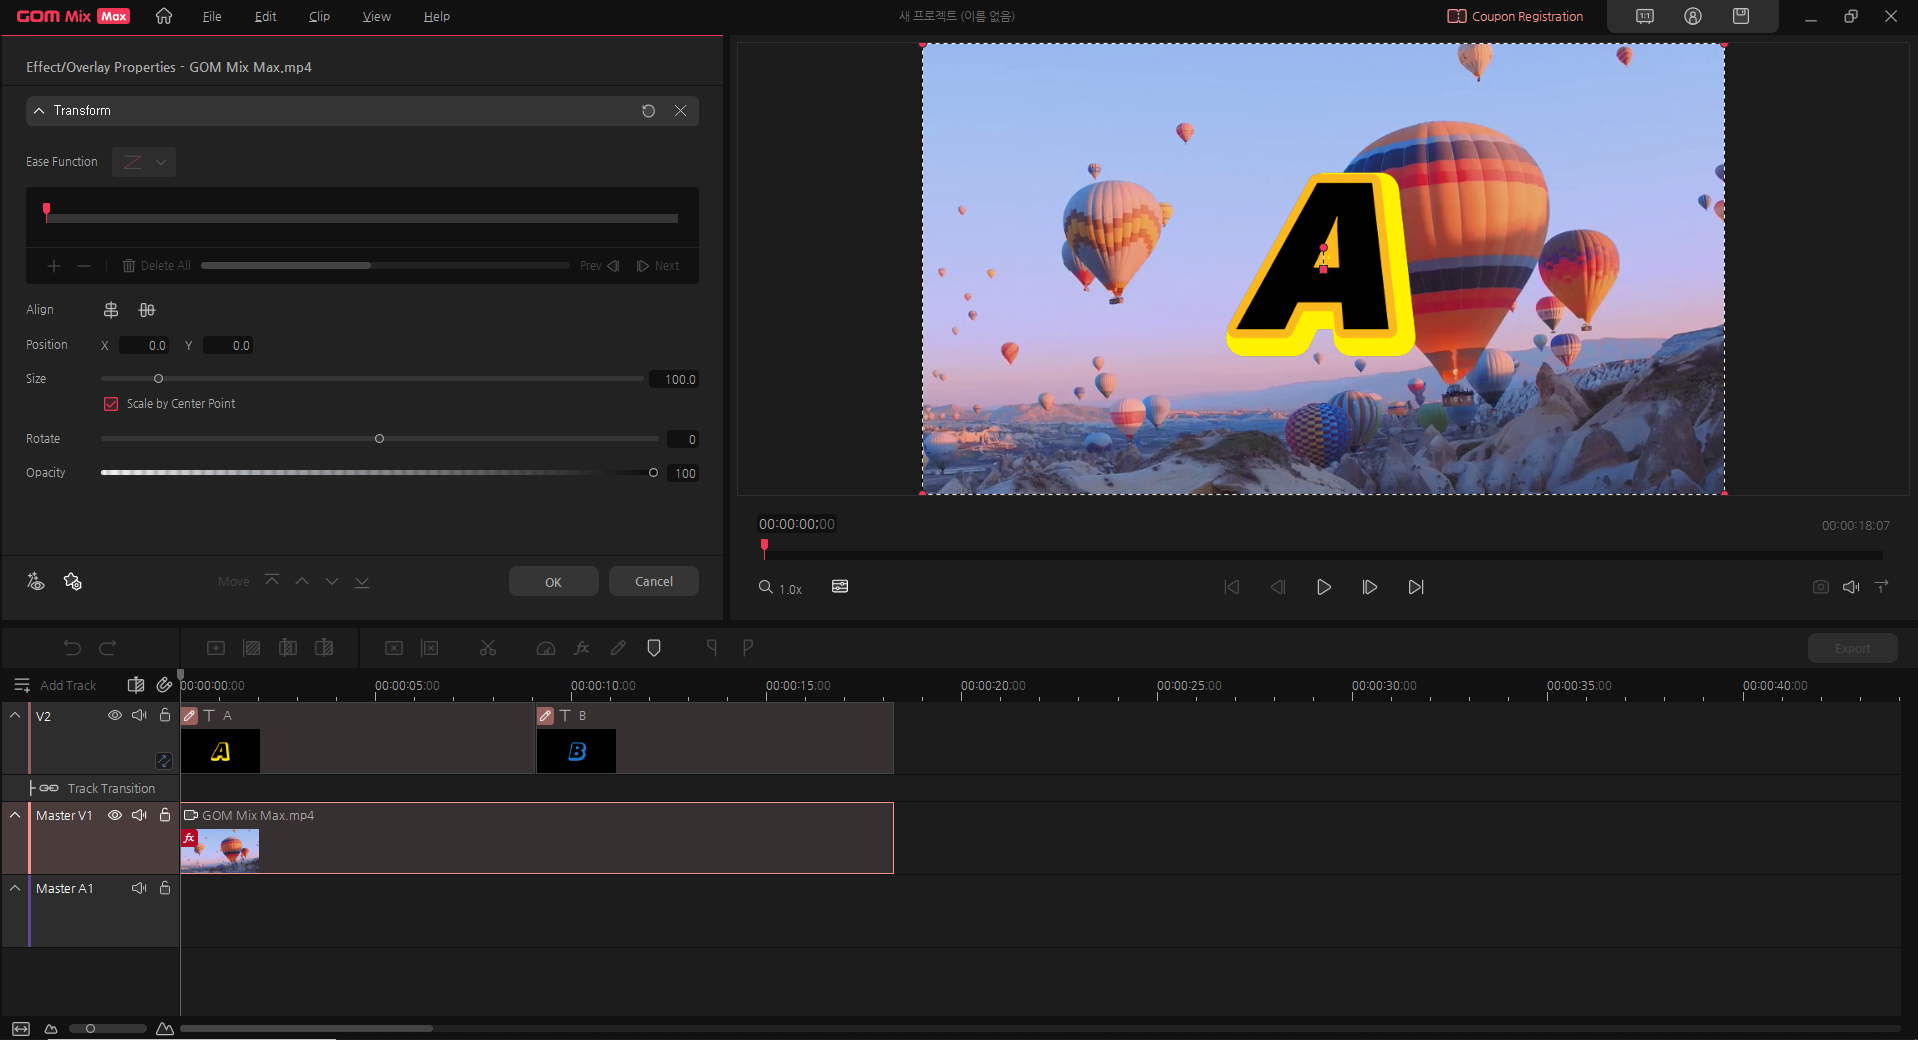 GOM Mix Max File Edit Clip View Help 새 프로젝트 (이름 없음) Coupon Registration 1:1
Effect/Overlay Properties - GOM Mix Max.mp4
Transform
Ease Function
Delete All Prev Next
Align
Position X 0.0 Y 0.0
Size 100.0
Scale by Center Point
Rotate 0
Opacity 100
Move OK Cancel
A
00:00:00;00 00:00:18;07
1.0x 1
fx Export
Add Track 00:00:00;00 00:00:05;00 00:00:10;00 00:00:15;00 00:00:20;00 00:00:25;00 00:00:30;00 00:00:35;00 00:00:40;00
V2 T A T B
A B
Track Transition
Master V1 GOM Mix Max.mp4
fx
Master A1